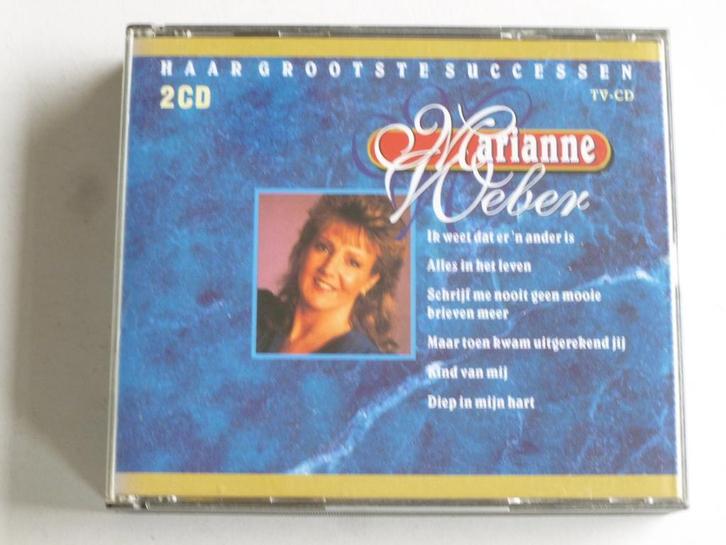 HAAR GROOTSTE SUCCESSEN
2CD
TV-CD
Marianne
Weber
Ik weet dat er 'n ander is
Alles in het leven
Schrijf me nooit geen mooie
brieven meer
Maar toen kwam uitgerekend jij
Kind van mij
Diep in mijn hart